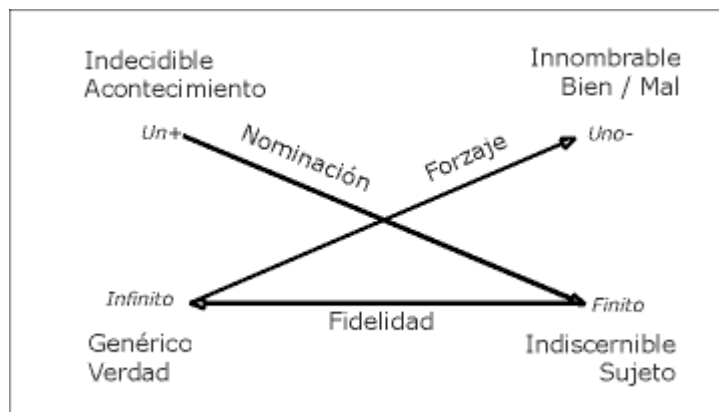 Indecidible
Acontecimiento
Innombrable
Bien / Mal
Un+
Nominación
Forzaje
Uno-
Infinito
Fidelidad
Finito
Genérico
Verdad
Indiscernible
Sujeto